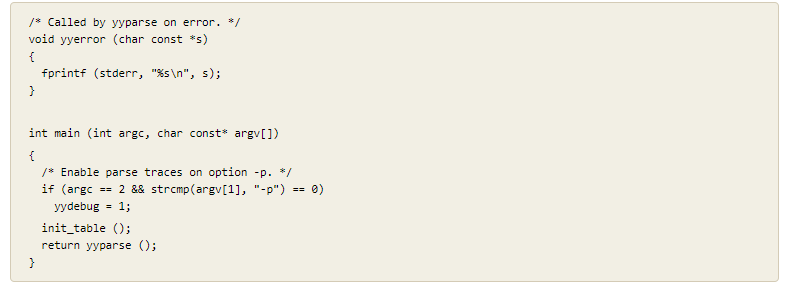 /* Called by yyparse on error. */
void yyerror (char const *s)
{
  fprintf (stderr, "%s\n", s);
}

int main (int argc, char const* argv[])
{
  /* Enable parse traces on option -p. */
  if (argc == 2 && strcmp(argv[1], "-p") == 0)
    yydebug = 1;
  init_table ();
  return yyparse ();
}